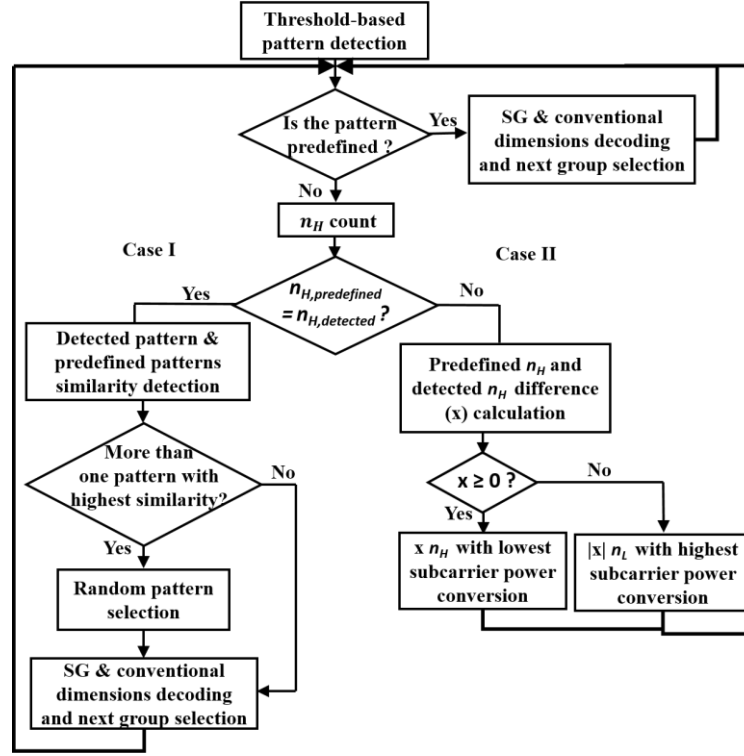 Threshold-based
pattern detection
Is the pattern
predefined ?
Yes
SG & conventional
dimensions decoding
and next group selection
No
n_H count
Case I
Case II
n_{H,predefined}
= n_{H,detected} ?
Yes
No
Detected pattern &
predefined patterns
similarity detection
Predefined n_H and
detected n_H difference
(x) calculation
More than
one pattern with
highest similarity?
No
Yes
x ≥ 0 ?
No
Yes
Random pattern
selection
x n_H with lowest
subcarrier power
conversion
|x| n_L with highest
subcarrier power
conversion
SG & conventional
dimensions decoding
and next group selection